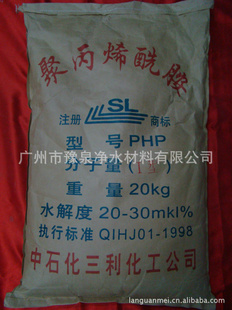 聚丙烯酰胺
注册 SL 商标
型 号 PHP
广州市豫泉净水材料有限公司
分子量
重 量 20kg
水解度 20-30mkl%
执行标准 QIHJ01-1998
中石化三利化工公司
languanmei.cn.alibaba.com